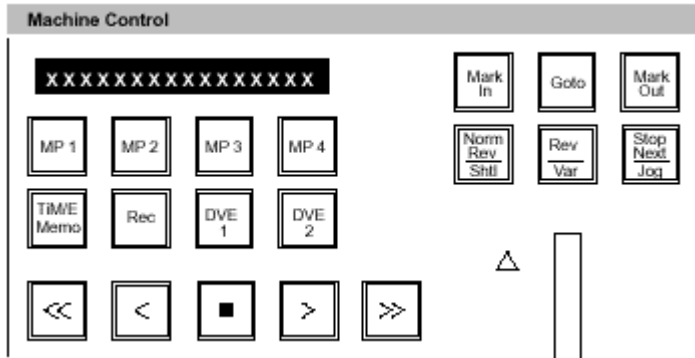 Machine Control
XXXXXXXXXXXXXXXX
Mark
In
Goto
Mark
Out
MP 1
MP 2
MP 3
MP 4
Norm
Rev
Shtl
Rev
Var
Stop
Next
Jog
TiM/E
Memo
Rec
DVE
1
DVE
2
<<
<
>
>>